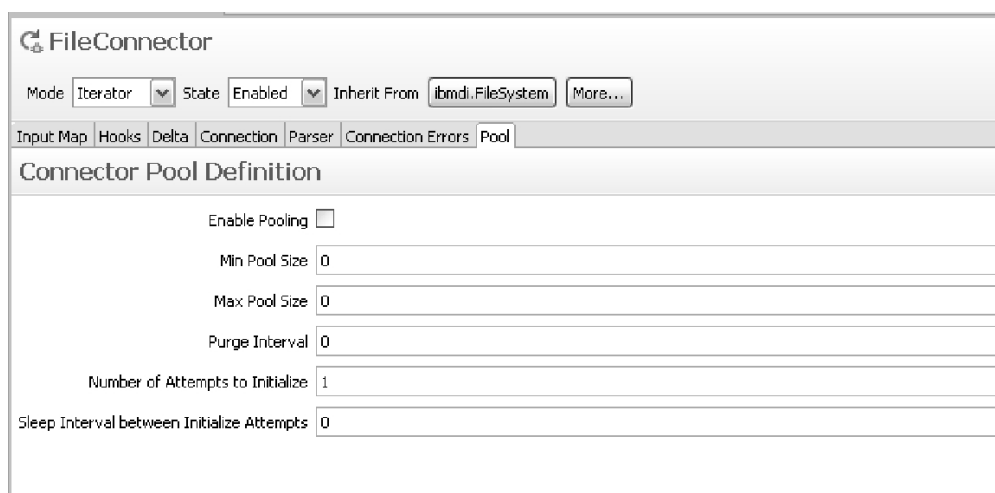 FileConnector
Mode Iterator State Enabled Inherit From ibmdi.FileSystem More...
Input Map Hooks Delta Connection Parser Connection Errors Pool
Connector Pool Definition
Enable Pooling
Min Pool Size 0
Max Pool Size 0
Purge Interval 0
Number of Attempts to Initialize 1
Sleep Interval between Initialize Attempts 0